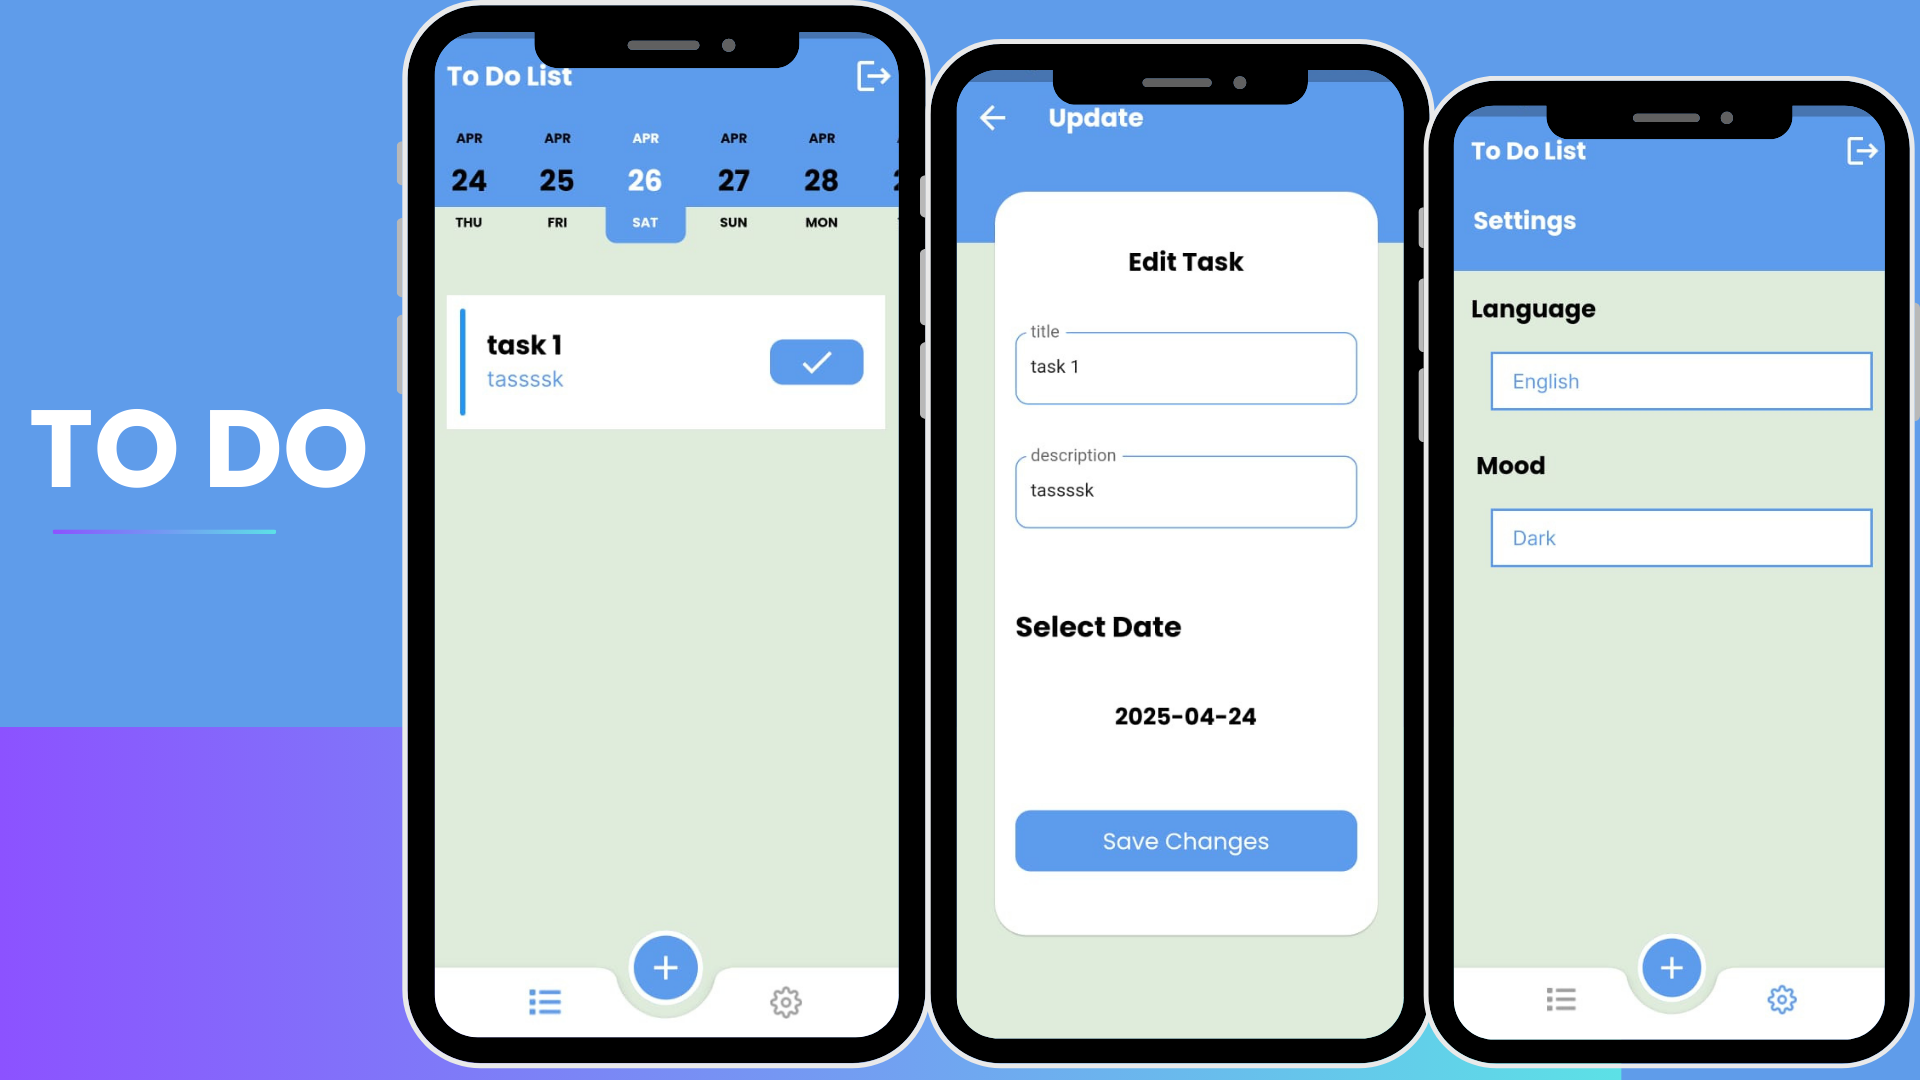 TO DO
To Do List
APR APR APR APR APR
24 25 26 27 28
THU FRI SAT SUN MON
task 1
tassssk
Update
Edit Task
title
task 1
description
tassssk
Select Date
2025-04-24
Save Changes
To Do List
Settings
Language
English
Mood
Dark